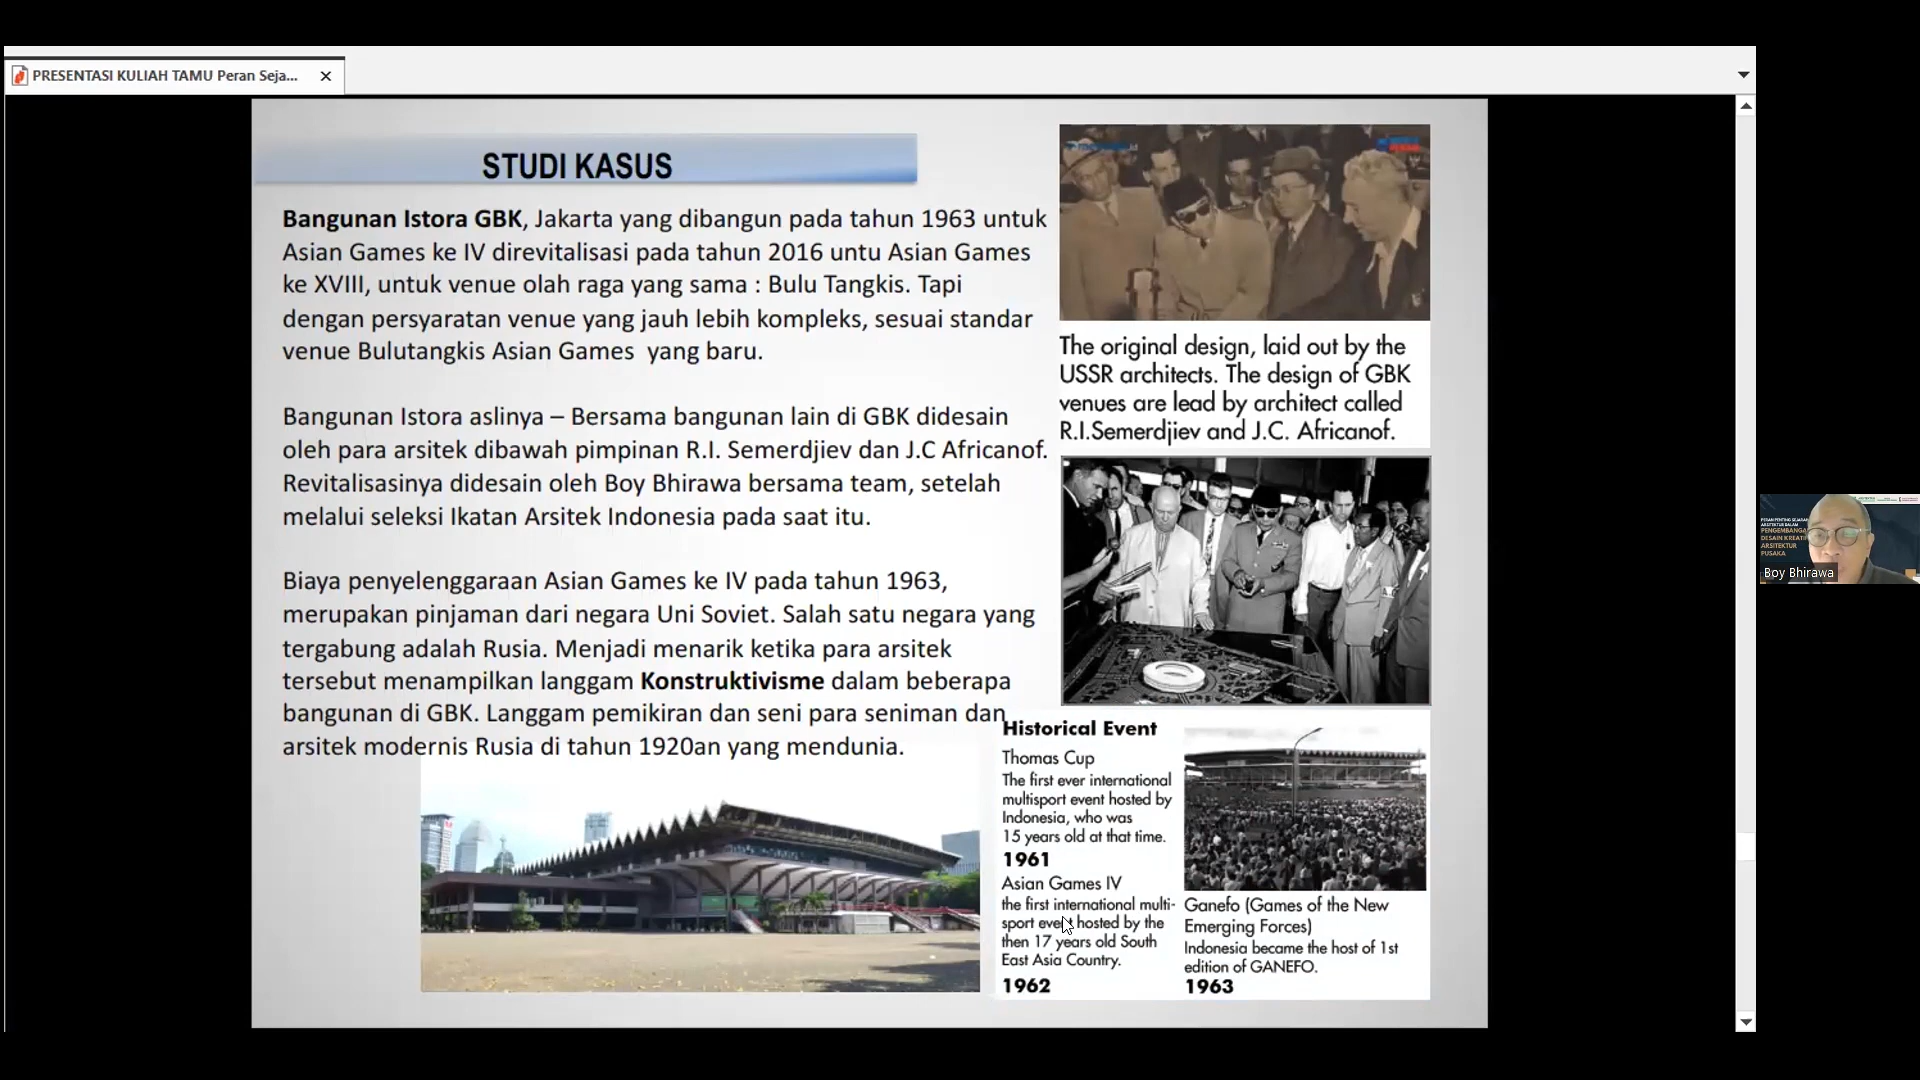 PRESENTASI KULIAH TAMU Peran Seja...
STUDI KASUS
Bangunan Istora GBK, Jakarta yang dibangun pada tahun 1963 untuk
Asian Games ke IV direvitalisasi pada tahun 2016 untu Asian Games
ke XVIII, untuk venue olah raga yang sama : Bulu Tangkis. Tapi
dengan persyaratan venue yang jauh lebih kompleks, sesuai standar
venue Bulutangkis Asian Games yang baru.
Bangunan Istora aslinya – Bersama bangunan lain di GBK didesain
oleh para arsitek dibawah pimpinan R.I. Semerdjiev dan J.C Africanof.
Revitalisasinya didesain oleh Boy Bhirawa bersama team, setelah
melalui seleksi Ikatan Arsitek Indonesia pada saat itu.
Biaya penyelenggaraan Asian Games ke IV pada tahun 1963,
merupakan pinjaman dari negara Uni Soviet. Salah satu negara yang
tergabung adalah Rusia. Menjadi menarik ketika para arsitek
tersebut menampilkan langgam Konstruktivisme dalam beberapa
bangunan di GBK. Langgam pemikiran dan seni para seniman dan
arsitek modernis Rusia di tahun 1920an yang mendunia.
The original design, laid out by the
USSR architects. The design of GBK
venues are lead by architect called
R.I.Semerdjiev and J.C. Africanof.
Historical Event
Thomas Cup
The first ever international
multisport event hosted by
Indonesia, who was
15 years old at that time.
1961
Asian Games IV
the first international multi-
sport event hosted by the
then 17 years old South
East Asia Country.
1962
Ganefo (Games of the New
Emerging Forces)
Indonesia became the host of 1st
edition of GANEFO.
1963
PERAN PENTING SEJARAH
ARSITEKTUR DALAM
PENGEMBANGA
DESAIN KREATI
ARSITEKTUR
PUSAKA
Boy Bhirawa